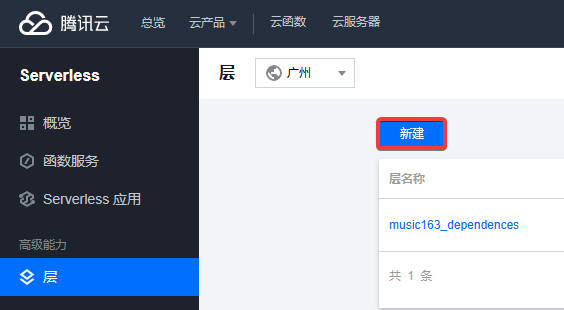 腾讯云 总览 云产品 云函数 云服务器
Serverless
层 广州
概览
新建
函数服务
层名称
Serverless 应用
music163_dependences
高级能力
层
共 1 条